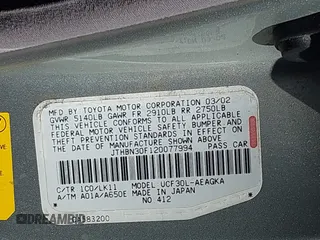 MFD BY TOYOTA MOTOR CORPORATION 03/02
GVWR 5140LB GAWR FR 2910LB RR 2750LB
THIS VEHICLE CONFORMS TO ALL APPLICABLE
FEDERAL MOTOR VEHICLE SAFETY, BUMPER, AND
THEFT PREVENTION STANDARDS IN EFFECT ON
THE DATE OF MANUFACTURE SHOWN ABOVE.
JTHBN30F120077994 PASS CAR
C/TR 1C0/LK11 MODEL UCF30L-AEAGKA
A/TM A01A/A650E MADE IN JAPAN
NO 412
83200